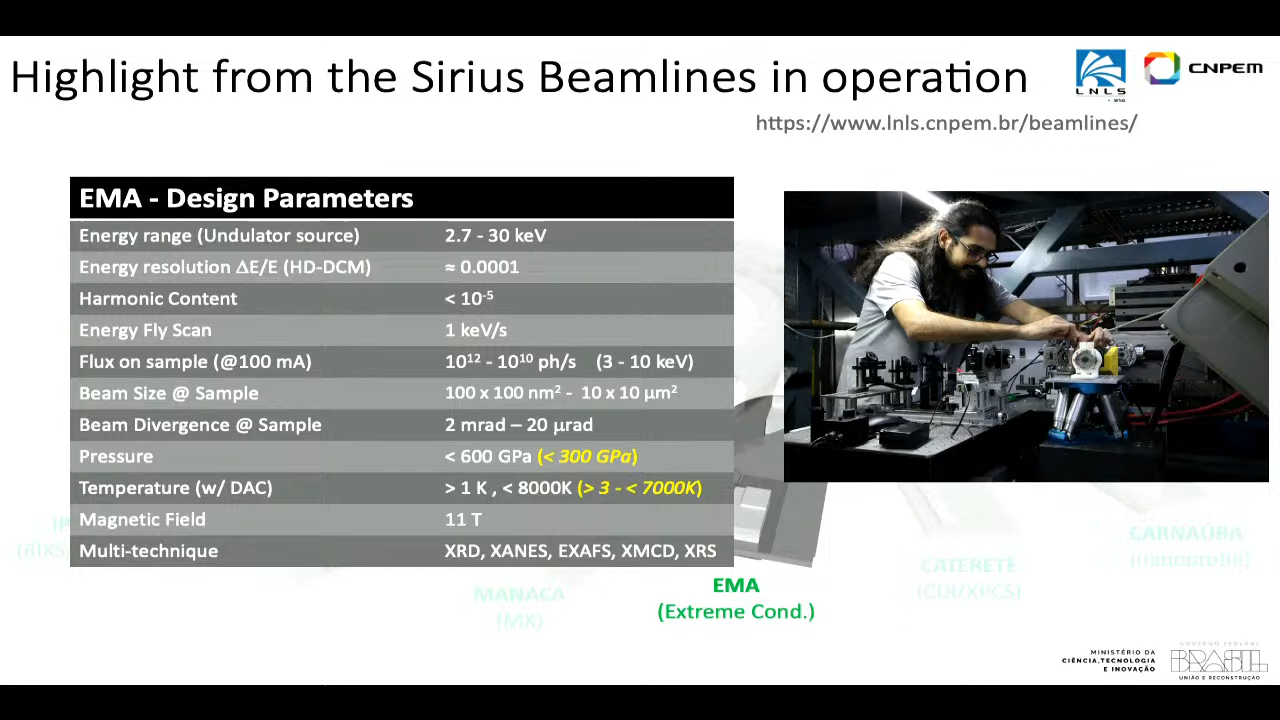 Highlight from the Sirius Beamlines in operation
LNLS
CNPEM
https://www.lnls.cnpem.br/beamlines/
EMA - Design Parameters
Energy range (Undulator source) 2.7 - 30 keV
Energy resolution ΔE/E (HD-DCM) ≈ 0.0001
Harmonic Content < 10⁻⁵
Energy Fly Scan 1 keV/s
Flux on sample (@100 mA) 10¹² - 10¹⁰ ph/s (3 - 10 keV)
Beam Size @ Sample 100 x 100 nm² - 10 x 10 µm²
Beam Divergence @ Sample 2 mrad – 20 µrad
Pressure < 600 GPa (< 300 GPa)
Temperature (w/ DAC) > 1 K , < 8000K (> 3 - < 7000K)
Magnetic Field 11 T
Multi-technique XRD, XANES, EXAFS, XMCD, XRS
CARNAÚBA
(nanoprobe)
CATERETÊ
(CDI/XPCS)
MANACÁ
(MX)
EMA
(Extreme Cond.)
MINISTÉRIO DA
CIÊNCIA, TECNOLOGIA
E INOVAÇÃO
GOVERNO FEDERAL
BRASIL
UNIÃO E RECONSTRUÇÃO